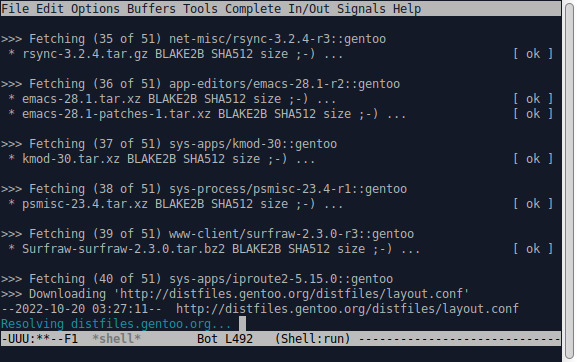 File Edit Options Buffers Tools Complete In/Out Signals Help
>>> Fetching (35 of 51) net-misc/rsync-3.2.4-r3::gentoo
* rsync-3.2.4.tar.gz BLAKE2B SHA512 size ;-) ... [ ok ]
>>> Fetching (36 of 51) app-editors/emacs-28.1-r2::gentoo
* emacs-28.1.tar.xz BLAKE2B SHA512 size ;-) ... [ ok ]
* emacs-28.1-patches-1.tar.xz BLAKE2B SHA512 size ;-) ... [ ok ]
>>> Fetching (37 of 51) sys-apps/kmod-30::gentoo
* kmod-30.tar.xz BLAKE2B SHA512 size ;-) ... [ ok ]
>>> Fetching (38 of 51) sys-process/psmisc-23.4-r1::gentoo
* psmisc-23.4.tar.xz BLAKE2B SHA512 size ;-) ... [ ok ]
>>> Fetching (39 of 51) www-client/surfraw-2.3.0-r3::gentoo
* Surfraw-surfraw-2.3.0.tar.bz2 BLAKE2B SHA512 size ;-) ... [ ok ]
>>> Fetching (40 of 51) sys-apps/iproute2-5.15.0::gentoo
>>> Downloading 'http://distfiles.gentoo.org/distfiles/layout.conf'
--2022-10-20 03:27:11--  http://distfiles.gentoo.org/distfiles/layout.conf
Resolving distfiles.gentoo.org...
-UUU:**--F1  *shell*        Bot L492   (Shell:run) -----------------------------